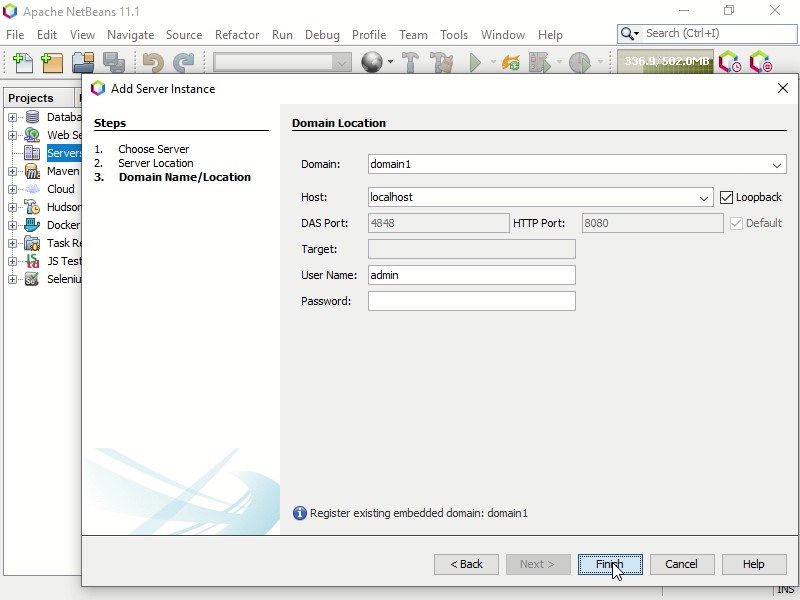 Apache NetBeans 11.1
File Edit View Navigate Source Refactor Run Debug Profile Team Tools Window Help
Search (Ctrl+I)
336.9/502.0MB
Projects
Add Server Instance
Databa
Web Se
Servers
Maven
Cloud
Hudson
Docker
Task Re
JS Test
Seleniu
Steps
1. Choose Server
2. Server Location
3. Domain Name/Location
Domain Location
Domain: domain1
Host: localhost Loopback
DAS Port: 4848 HTTP Port: 8080 Default
Target:
User Name: admin
Password:
Register existing embedded domain: domain1
< Back Next > Finish Cancel Help
INS